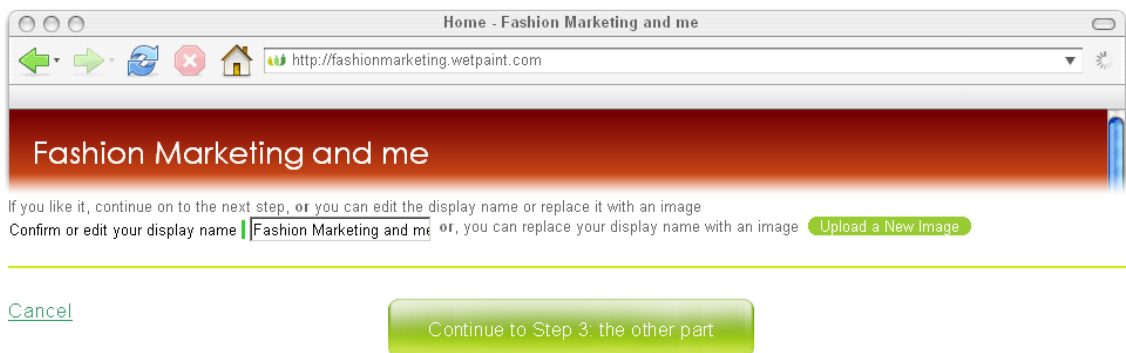 Home - Fashion Marketing and me
http://fashionmarketing.wetpaint.com
Fashion Marketing and me
If you like it, continue on to the next step, or you can edit the display name or replace it with an image
Confirm or edit your display name Fashion Marketing and me or, you can replace your display name with an image Upload a New Image
Cancel
Continue to Step 3: the other part